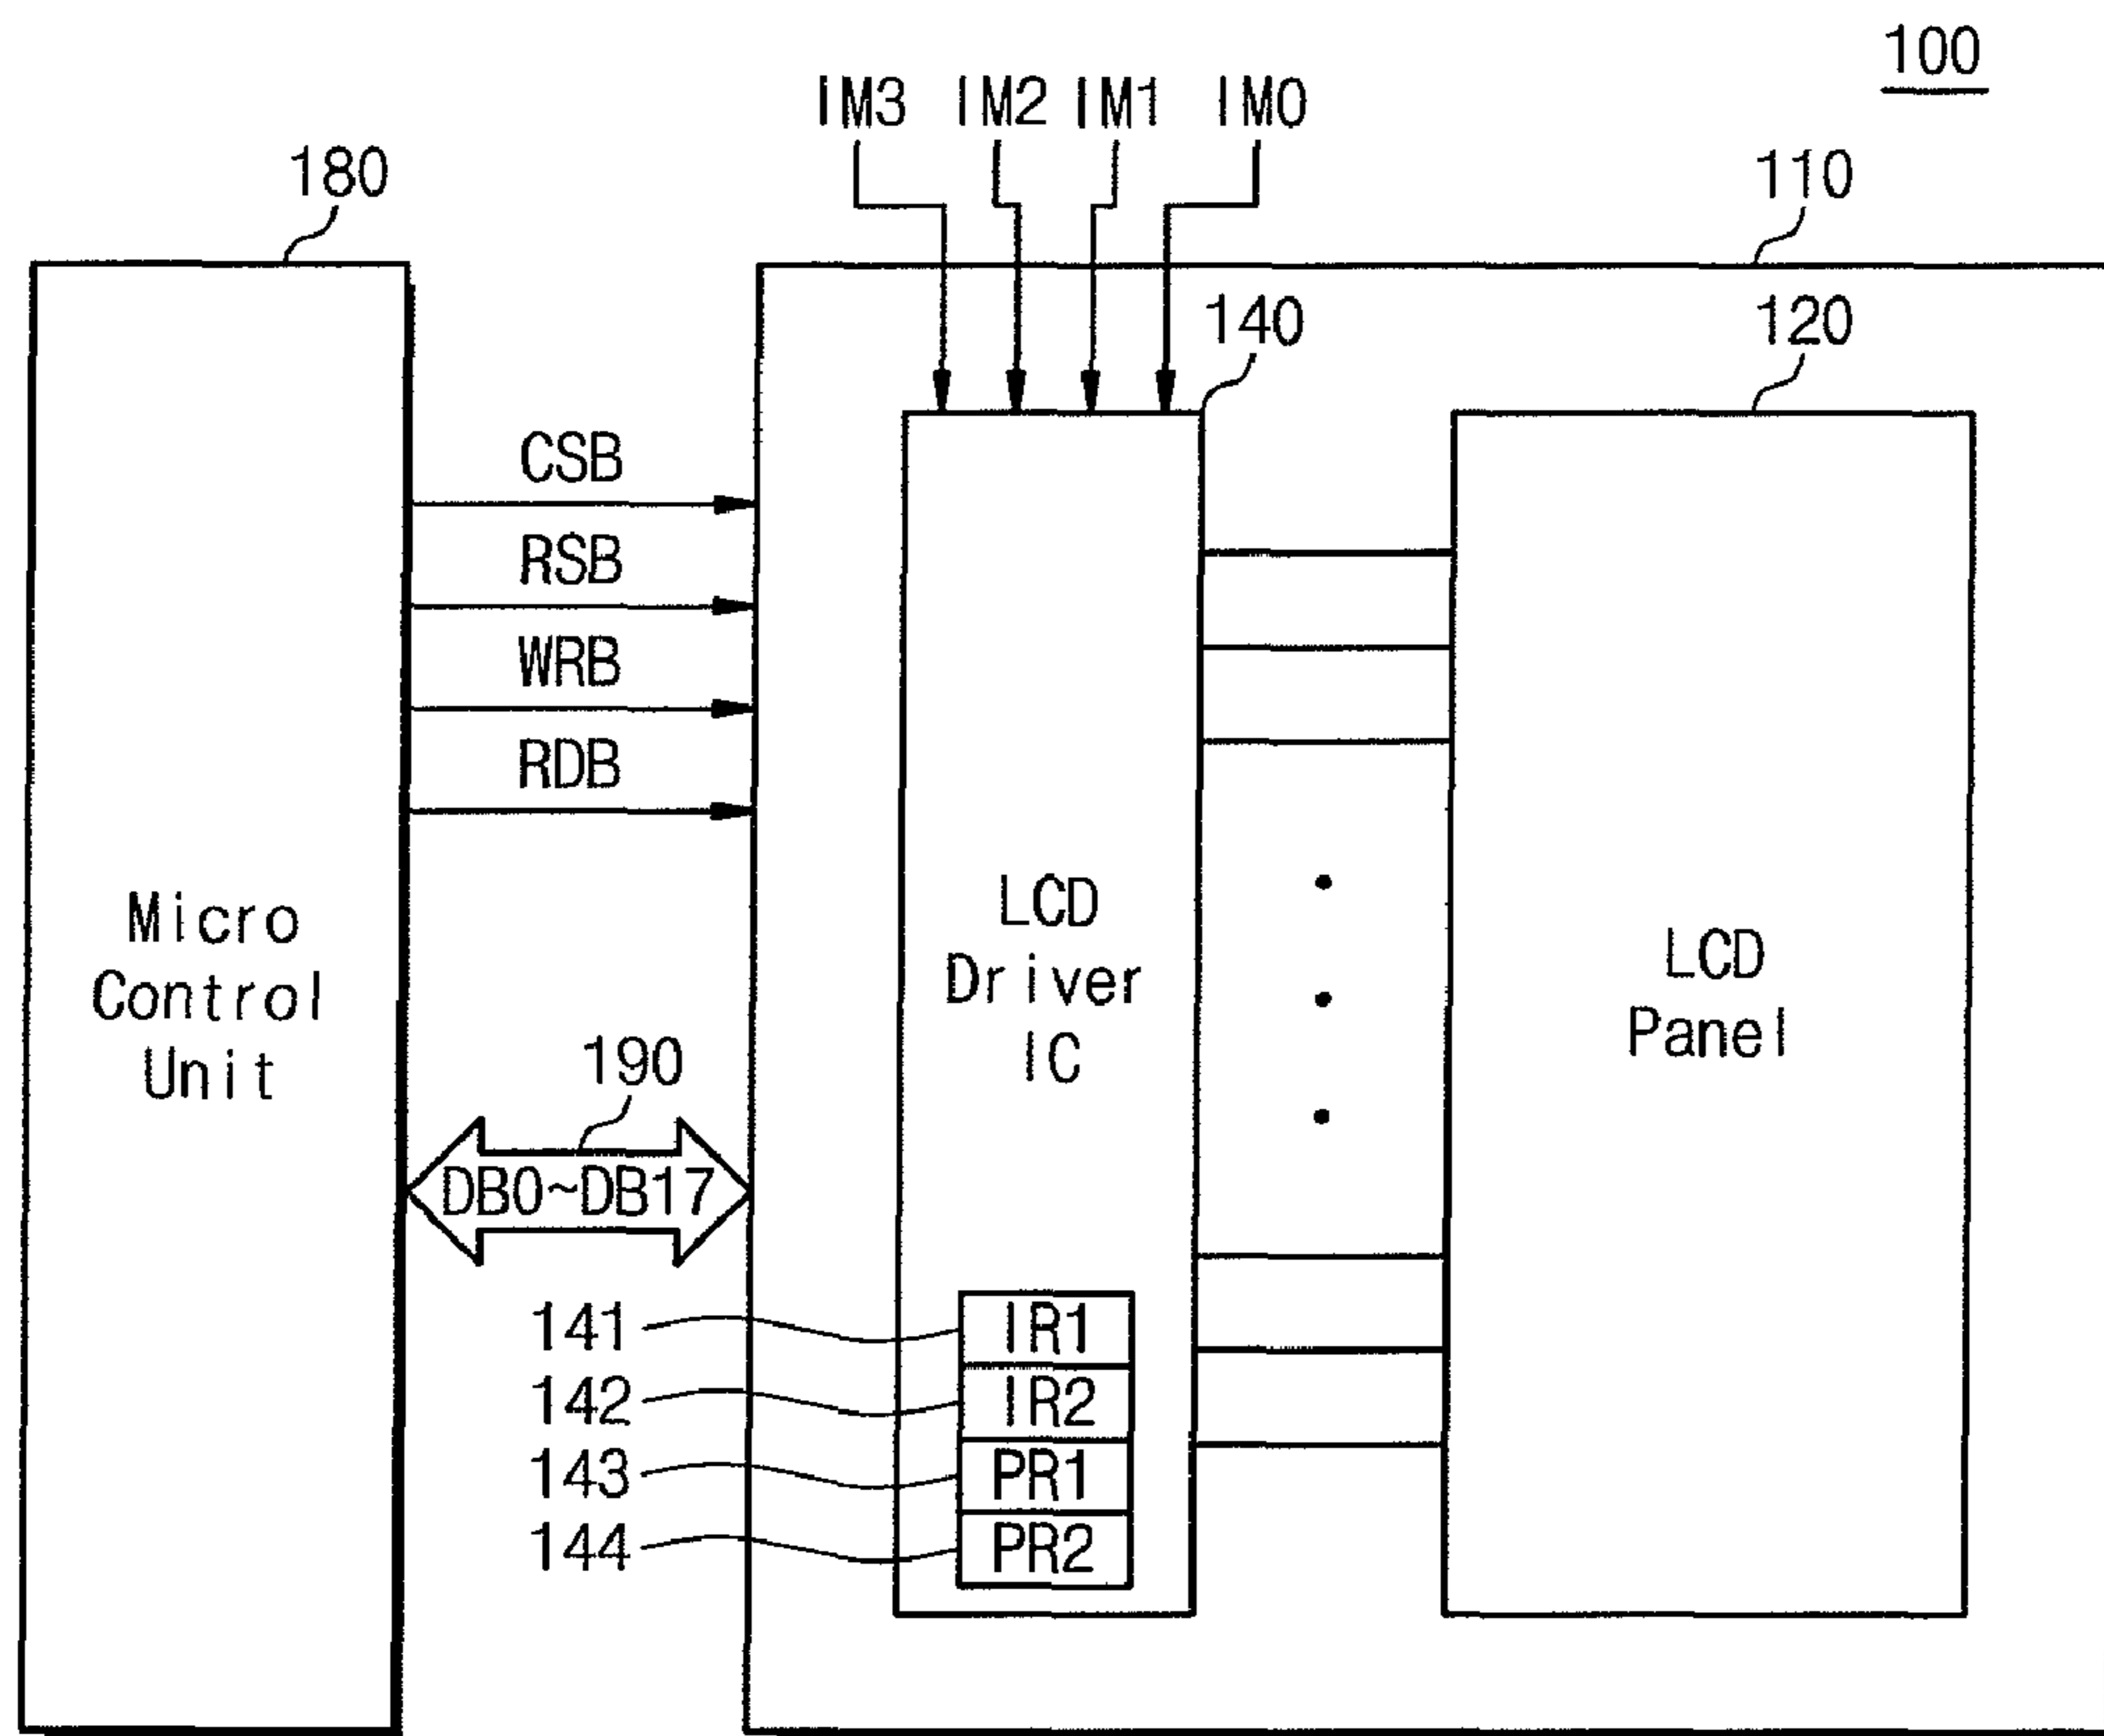 100
IM3 IM2 IM1 IM0
180
110
140
120
CSB
RSB
WRB
RDB
Micro
Control
Unit
LCD
Driver
IC
LCD
Panel
190
DB0~DB17
141 IR1
142 IR2
143 PR1
144 PR2